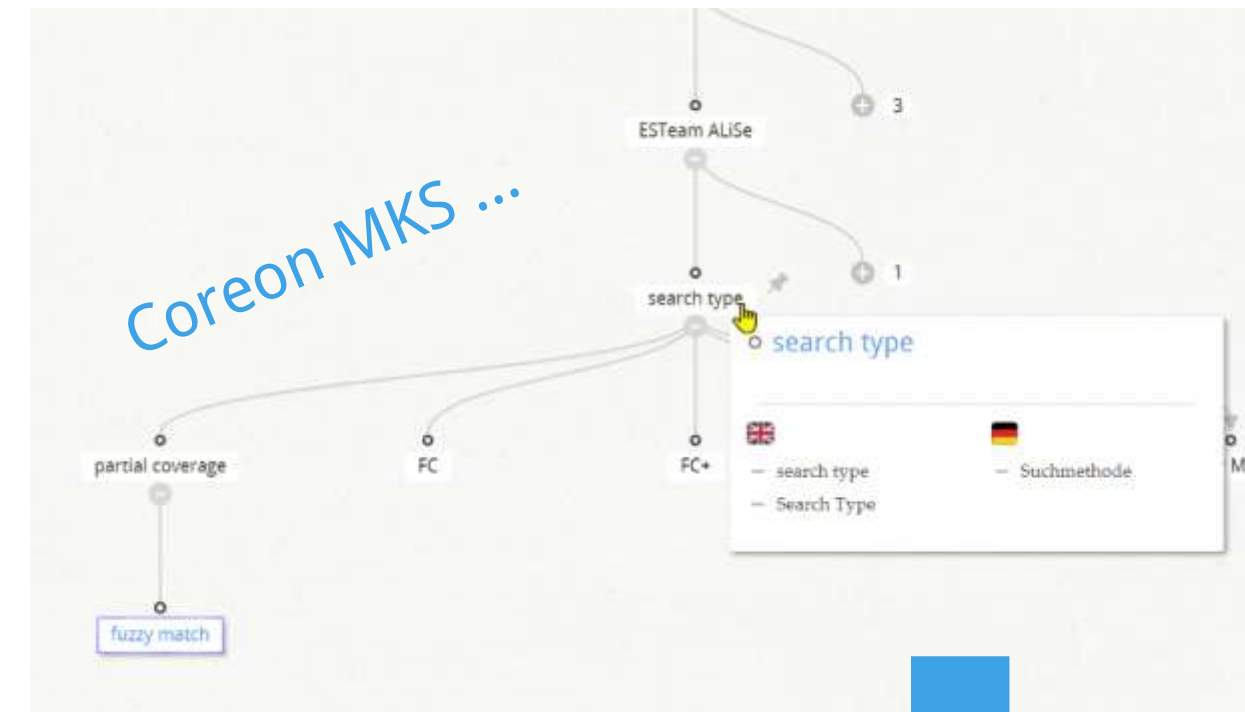 3
ESTeam ALiSe
Coreon MKS ...
1
search type
search type
partial coverage
FC
FC+
search type
Search Type
Suchmethode
M
fuzzy match